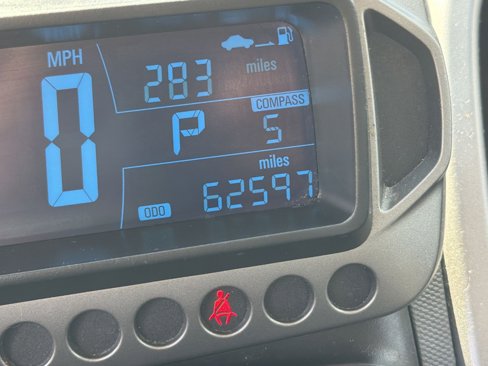 MPH
283
miles
COMPASS
0 P S
miles
ODO 62597